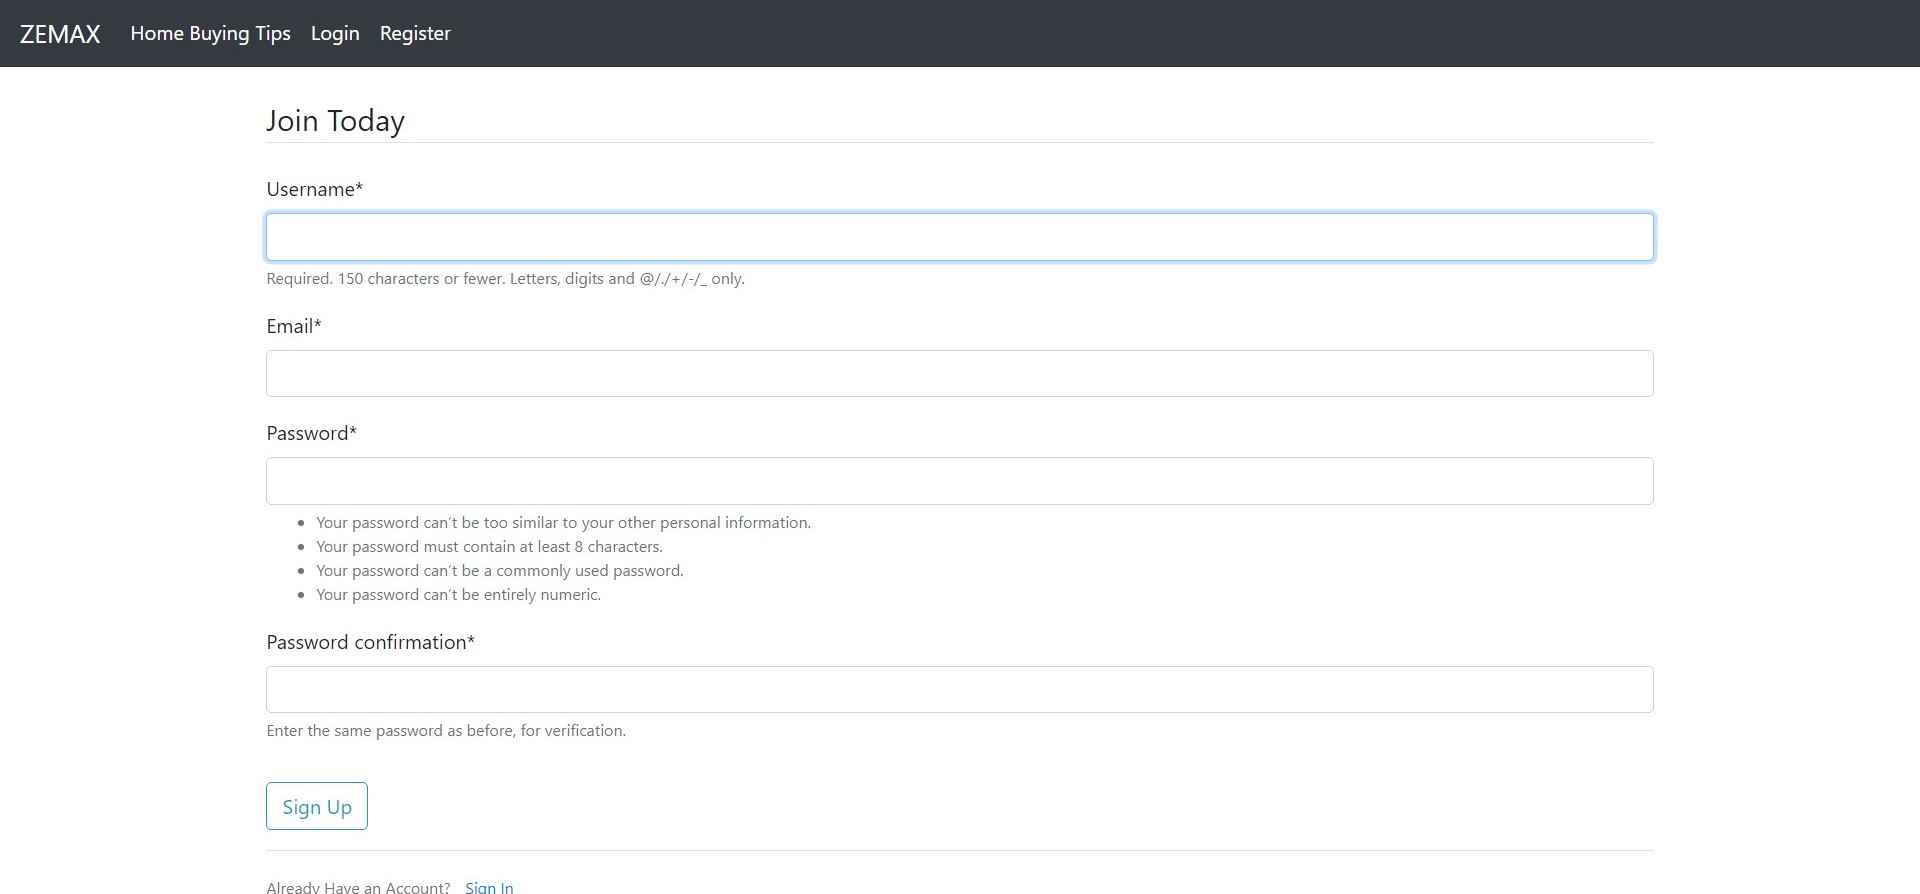 ZEMAX Home Buying Tips Login Register
Join Today
Username*
Required. 150 characters or fewer. Letters, digits and @/./+/-/_ only.
Email*
Password*
Your password can’t be too similar to your other personal information.
Your password must contain at least 8 characters.
Your password can’t be a commonly used password.
Your password can’t be entirely numeric.
Password confirmation*
Enter the same password as before, for verification.
Sign Up
Already Have an Account? Sign In